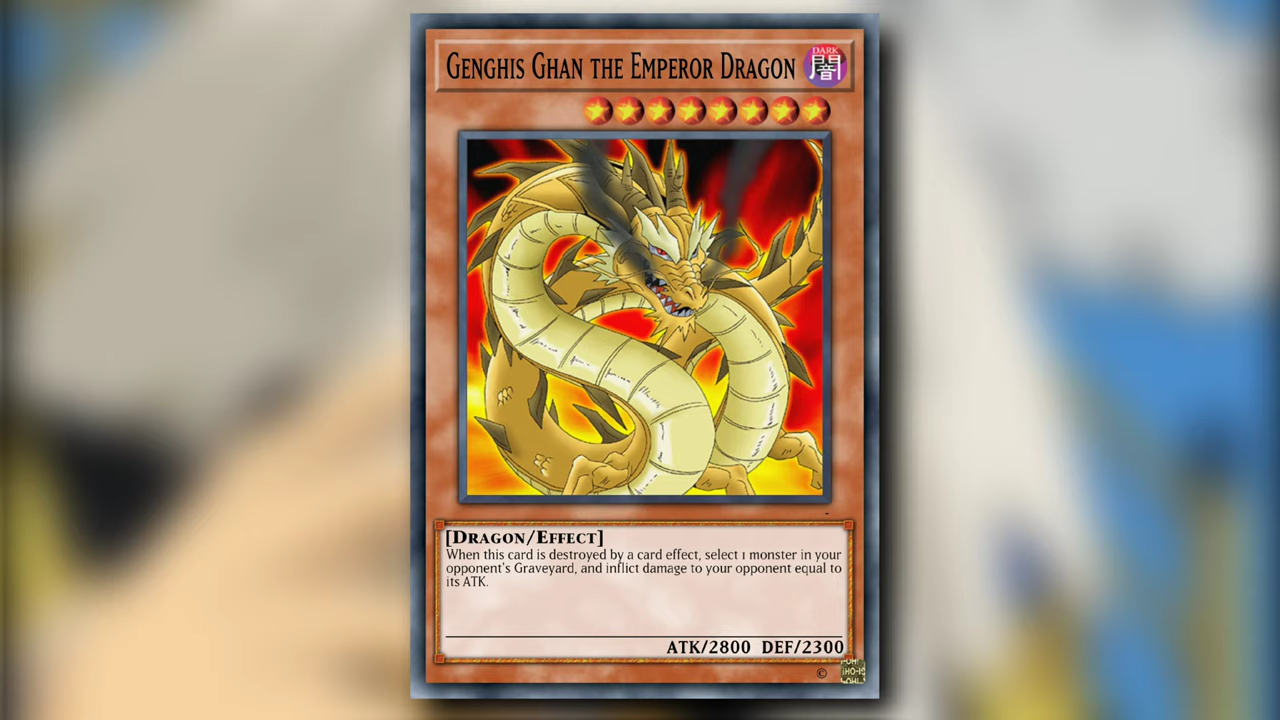 Genghis Ghan the Emperor Dragon
DARK
闇
[Dragon/Effect]
When this card is destroyed by a card effect, select 1 monster in your
opponent's Graveyard, and inflict damage to your opponent equal to
its ATK.
ATK/2800 DEF/2300
©